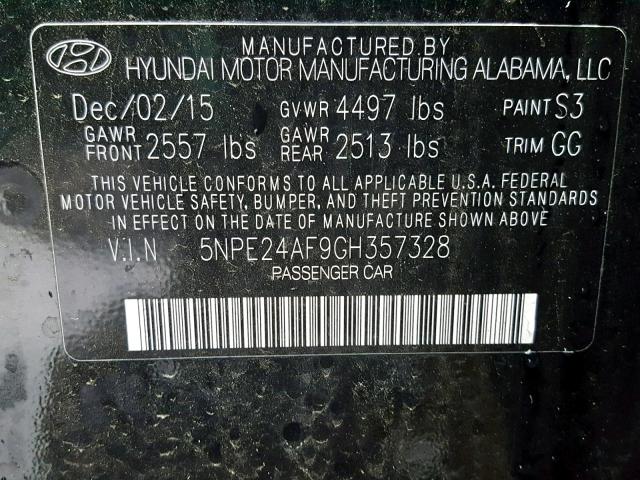 MANUFACTURED BY
HYUNDAI MOTOR MANUFACTURING ALABAMA, LLC
Dec/02/15 GVWR 4497 lbs PAINT S3
GAWR FRONT 2557 lbs GAWR REAR 2513 lbs TRIM GG
THIS VEHICLE CONFORMS TO ALL APPLICABLE U.S.A. FEDERAL
MOTOR VEHICLE SAFETY, BUMPER, AND THEFT PREVENTION STANDARDS
IN EFFECT ON THE DATE OF MANUFACTURE SHOWN ABOVE
V.I.N 5NPE24AF9GH357328
PASSENGER CAR